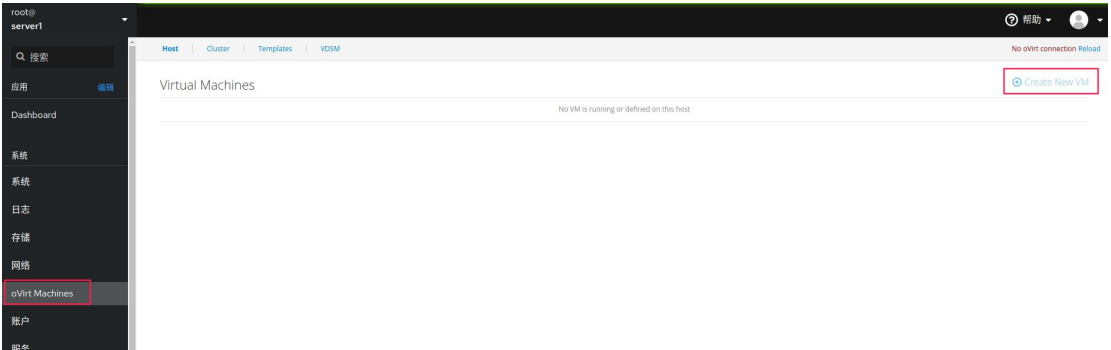 root@
server1
帮助
搜索
应用 编辑
Dashboard
系统
系统
日志
存储
网络
oVirt Machines
账户
服务
Host Cluster Templates VDSM
No oVirt connection Reload
Virtual Machines
Create New VM
No VM is running or defined on this host